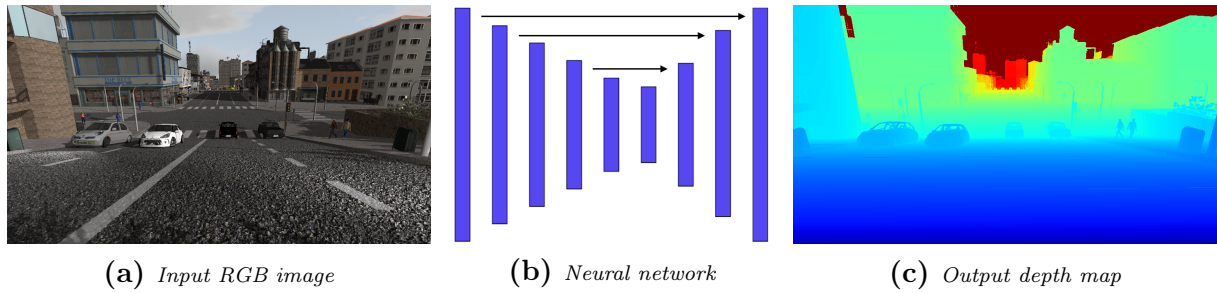 (a) Input RGB image
(b) Neural network
(c) Output depth map